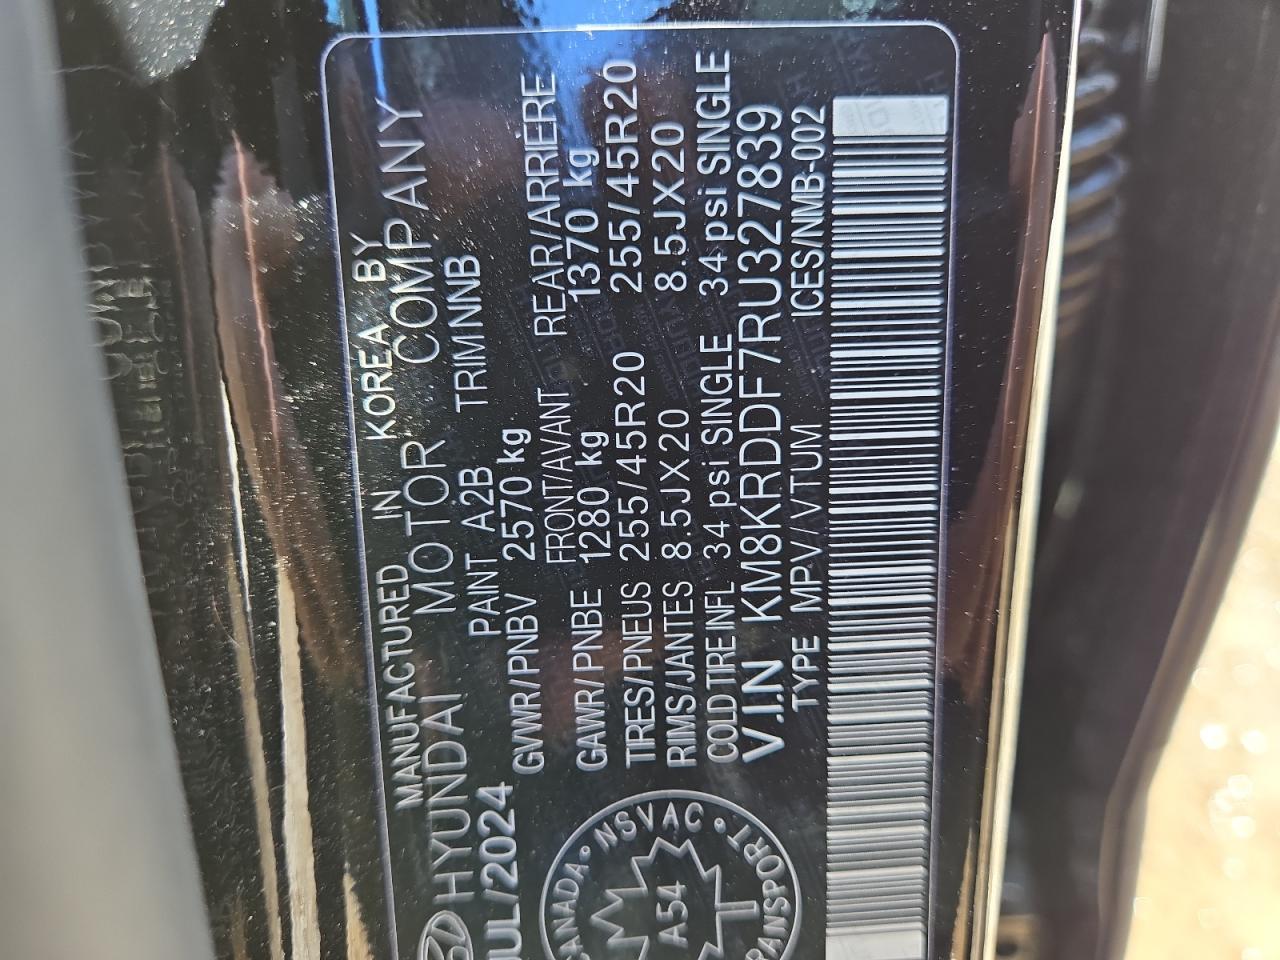 MANUFACTURED IN KOREA BY
HYUNDAI MOTOR COMPANY
JUL/2024 PAINT A2B TRIM NNB
GVWR/PNBV 2570 kg
FRONT/AVANT REAR/ARRIÈRE
GAWR/PNBE 1280 kg 1370 kg
TIRES/PNEUS 255/45R20 255/45R20
RIMS/JANTES 8.5JX20 8.5JX20
COLD TIRE INFL 34 psi SINGLE 34 psi SINGLE
V.I.N KM8KRDDF7RU327839
TYPE MPV/VTUM ICES/NMB-002
CANADA • NSVAC • TRANSPORT
A54